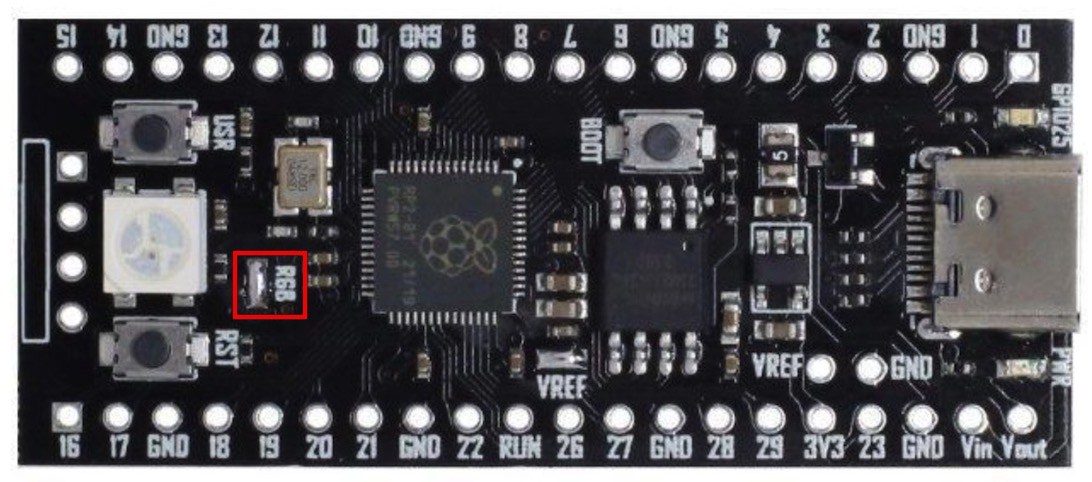 15 14 GND 13 12 11 10 GND 9 8 7 6 GND 5 4 3 2 GND 1 0
GPIO25
USR
BOOT
5
RGB
RST
VREF
VREF
GND
PWR
16 17 GND 18 19 20 21 GND 22 RUN 26 27 GND 28 29 3V3 23 GND Vin Vout